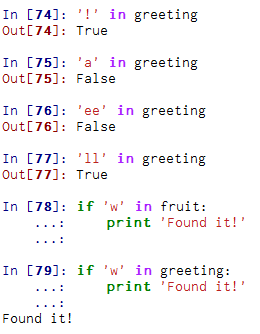 In [74]: '!' in greeting
Out[74]: True
In [75]: 'a' in greeting
Out[75]: False
In [76]: 'ee' in greeting
Out[76]: False
In [77]: 'll' in greeting
Out[77]: True
In [78]: if 'w' in fruit:
...: print 'Found it!'
...:
In [79]: if 'w' in greeting:
...: print 'Found it!'
...:
Found it!